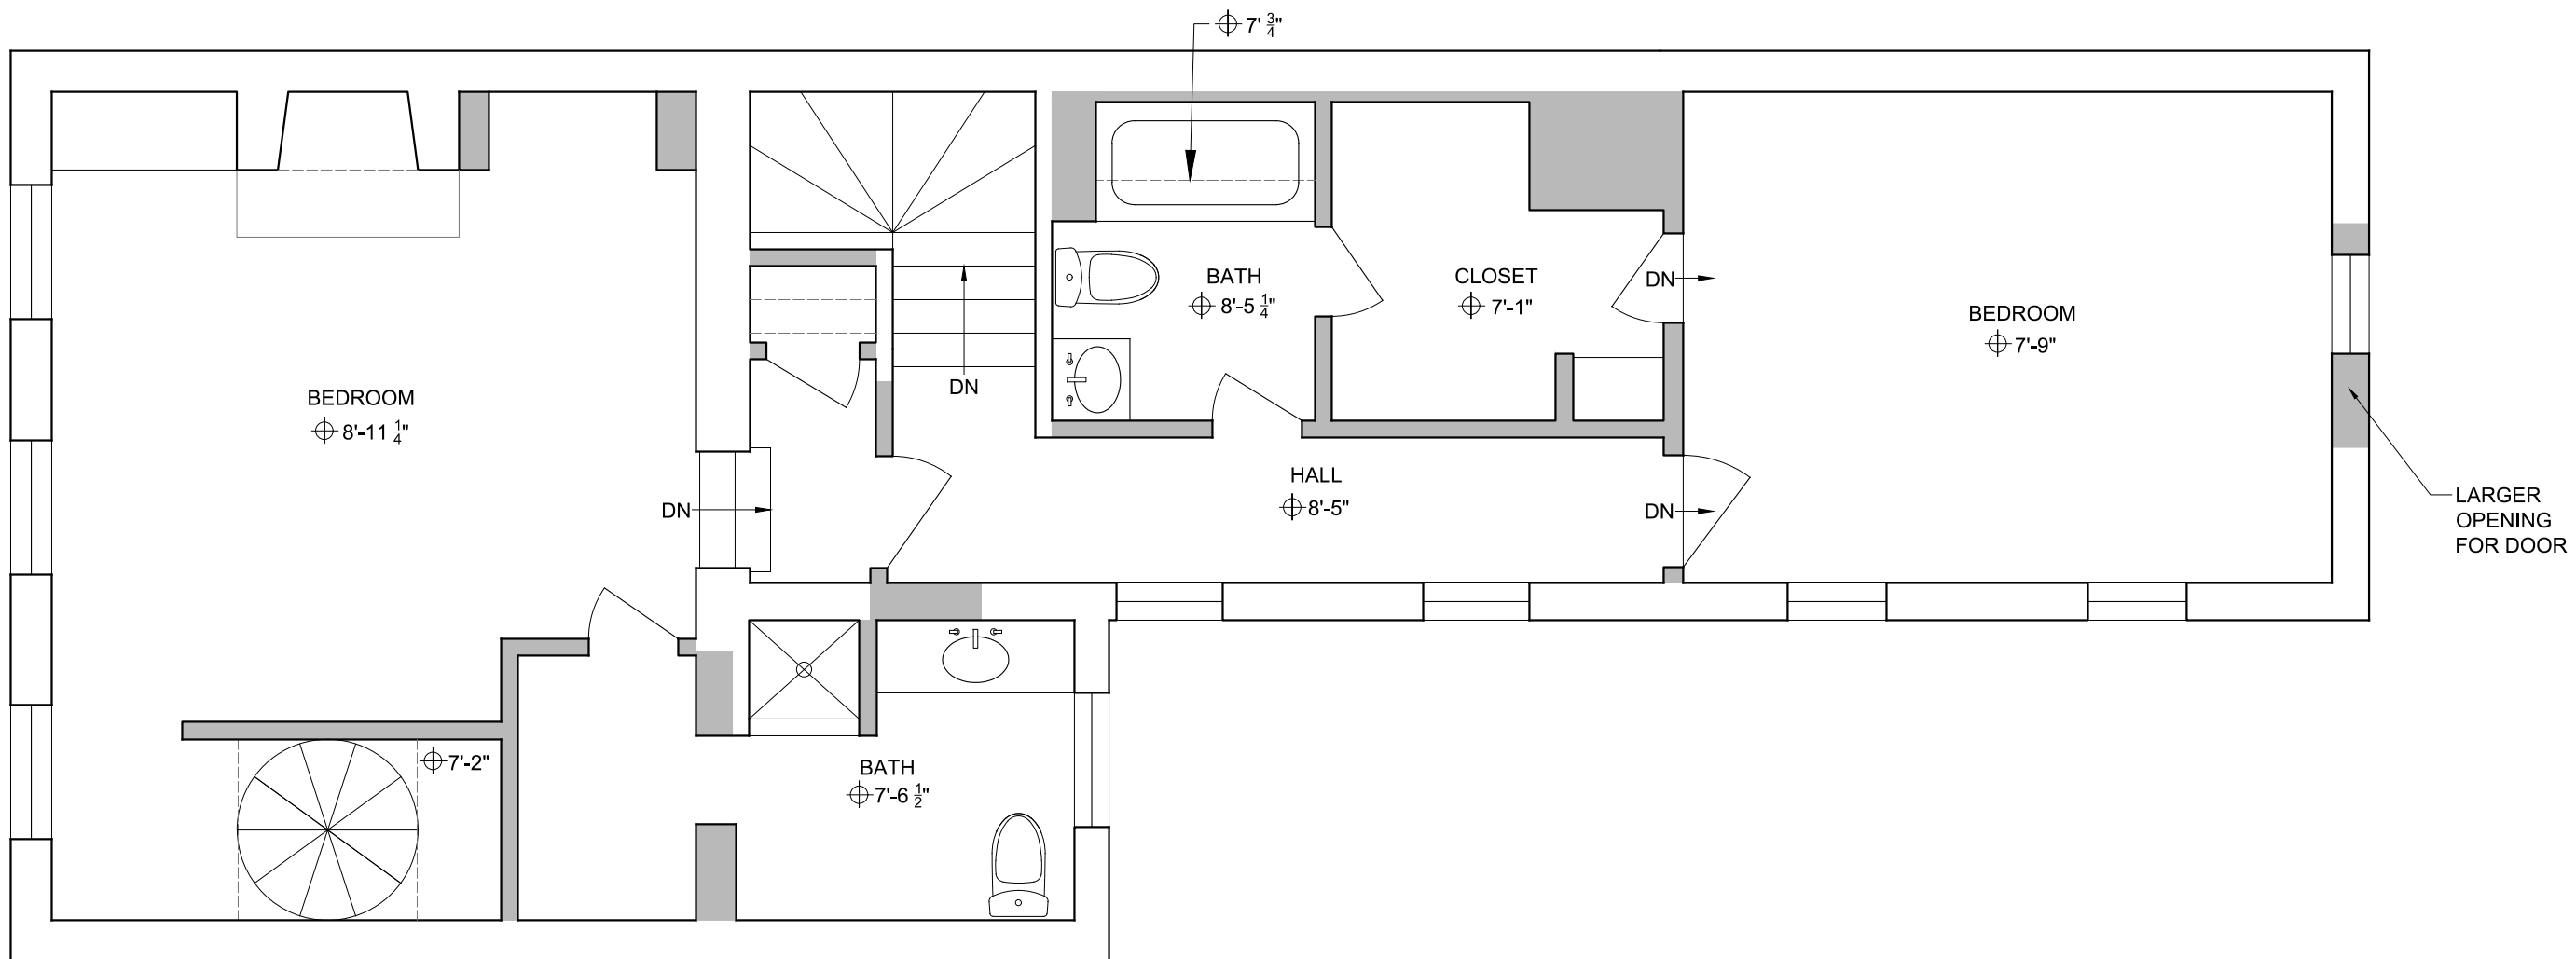 7' 3/4"
BATH
8'-5 1/4"
CLOSET
7'-1"
DN
BEDROOM
7'-9"
DN
BEDROOM
8'-11 1/4"
HALL
8'-5"
DN
DN
LARGER
OPENING
FOR DOOR
7'-2"
BATH
7'-6 1/2"